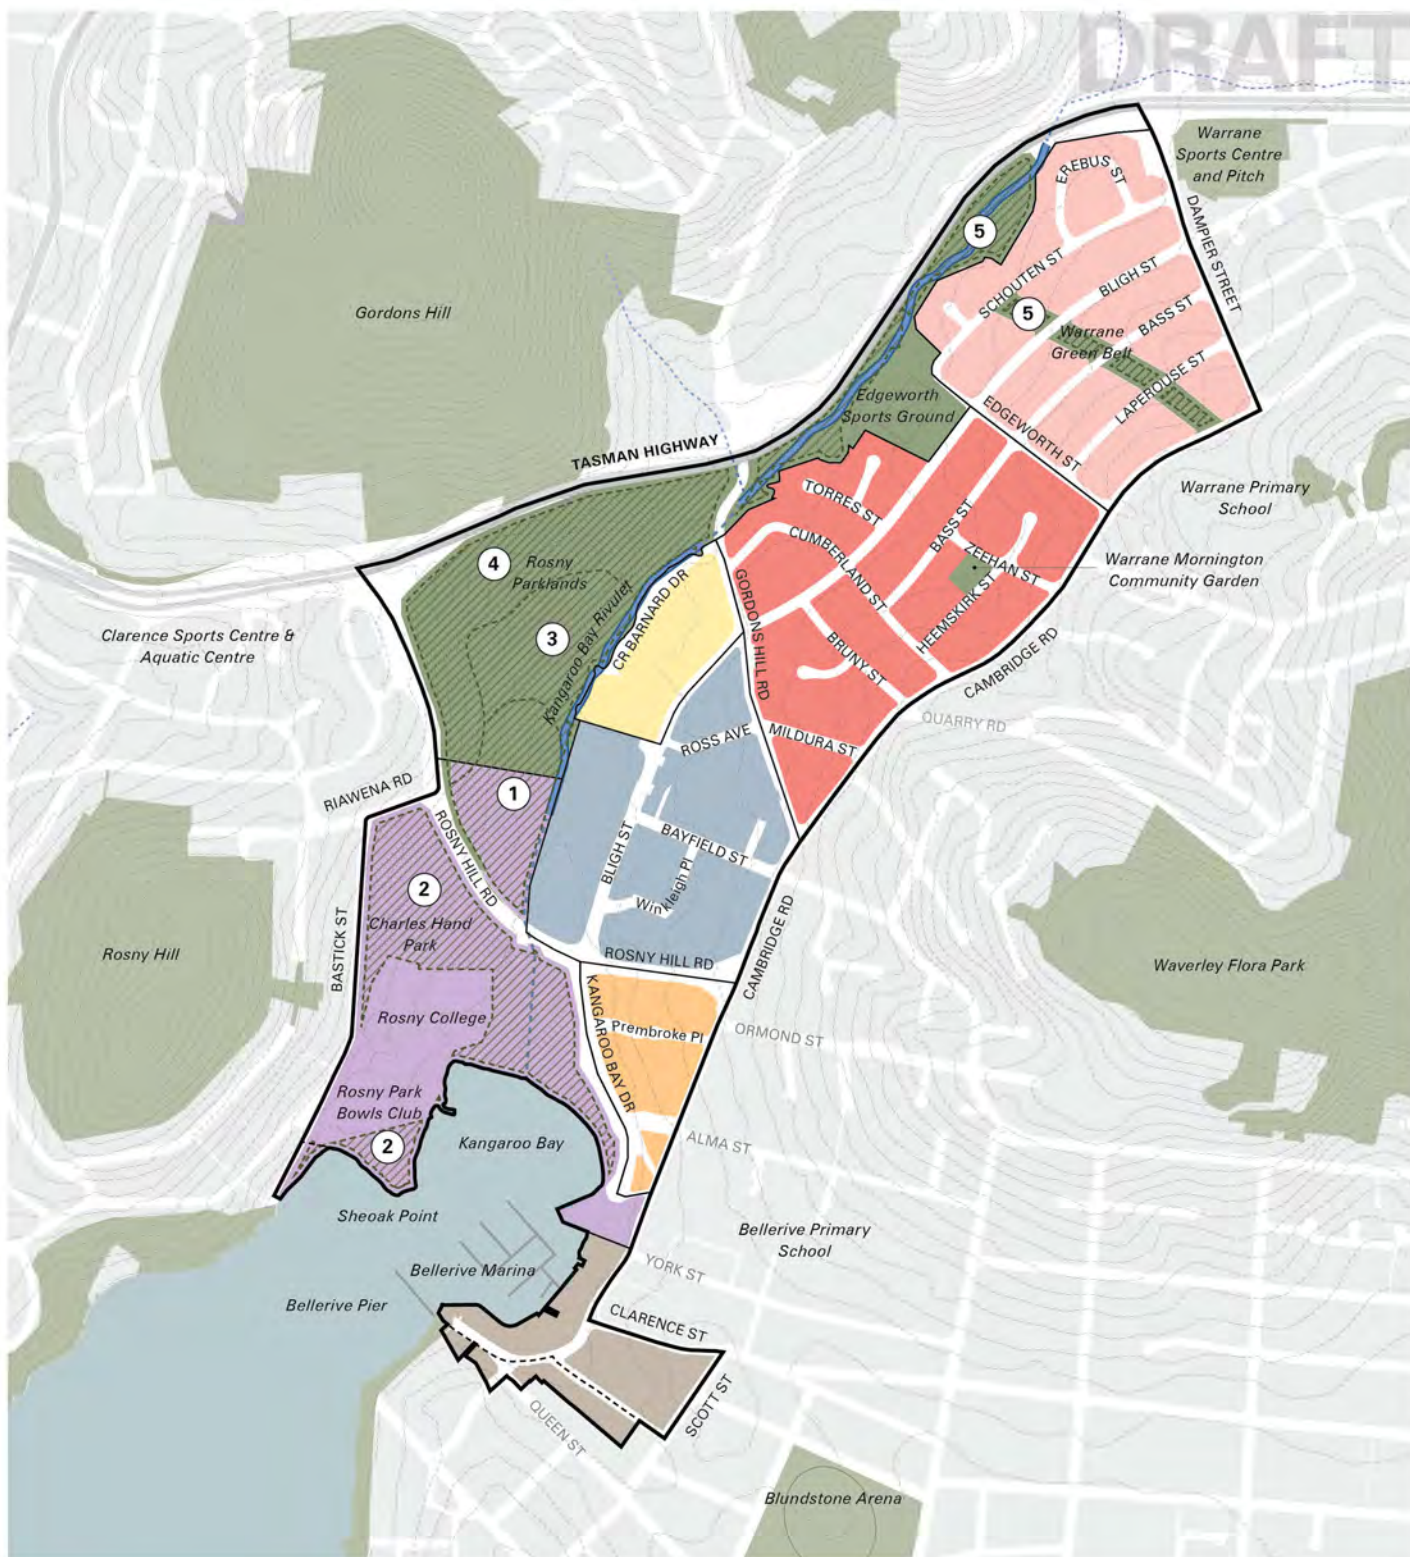 DRAFT
Warrane
Sports Centre
and Pitch
EREBUS ST
DAMPIER STREET
5
SCHOUTEN ST
BLIGH ST
Gordons Hill
5
BASS ST
Warrane
Green Belt
LAPEROUSE ST
Edgeworth
Sports Ground
EDGEWORTH ST
TASMAN HIGHWAY
Warrane Primary
School
TORRES ST
BASS ST
CUMBERLAND ST
ZEEHAN ST
4
Rosny
Parklands
Warrane Mornington
Community Garden
GORDONS HILL RD
CR BARNARD DR
HEEMSKIRK ST
Clarence Sports Centre &
Aquatic Centre
3
Kangaroo Bay Rivulet
BRUNY ST
CAMBRIDGE RD
QUARRY RD
ROSS AVE
MILDURA ST
RIAWENA RD
1
ROSNY HILL RD
BLIGH ST
BAYFIELD ST
2
Winkleigh Pl
Charles Hand
Park
BASTICK ST
Rosny Hill
ROSNY HILL RD
CAMBRIDGE RD
Waverley Flora Park
Rosny College
KANGAROO BAY DR
Prembroke Pl
ORMOND ST
Rosny Park
Bowls Club
2
Kangaroo Bay
ALMA ST
Sheoak Point
Bellerive Primary
School
Bellerive Marina
YORK ST
Bellerive Pier
CLARENCE ST
SCOTT ST
QUEEN ST
Blundstone Arena